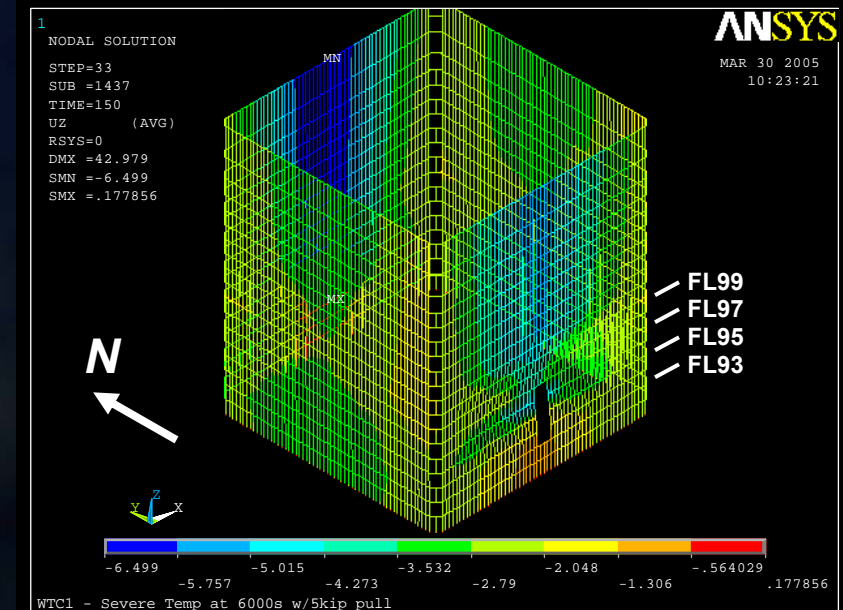 1
ANSYS
NODAL SOLUTION
STEP=33
SUB =1437
TIME=150
UZ (AVG)
RSYS=0
DMX =42.979
SMN =-6.499
SMX =.177856
MAR 30 2005
10:23:21
MN
MX
FL99
FL97
FL95
FL93
N
Z
Y
X
-6.499 -5.015 -3.532 -2.048 -.564029
-5.757 -4.273 -2.79 -1.306 .177856
WTC1 - Severe Temp at 6000s w/5kip pull